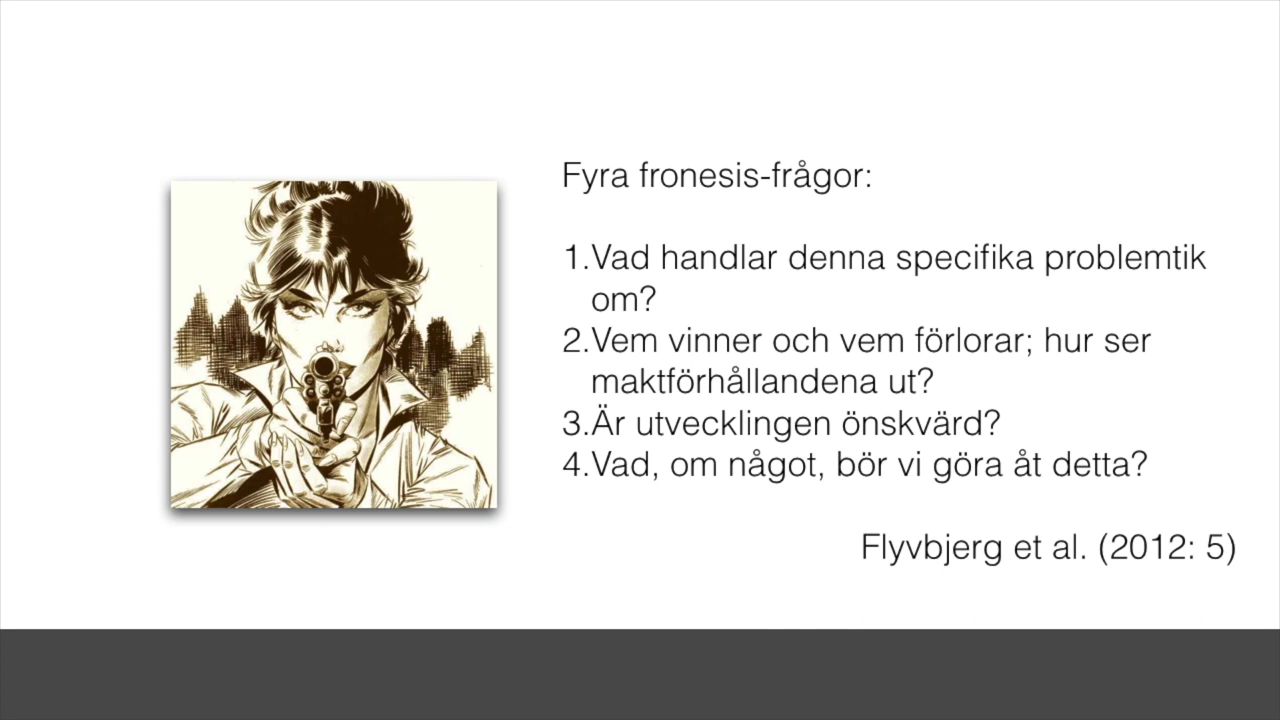 Fyra fronesis-frågor:
1.Vad handlar denna specifika problemtik
om?
2.Vem vinner och vem förlorar; hur ser
maktförhållandena ut?
3.Är utvecklingen önskvärd?
4.Vad, om något, bör vi göra åt detta?
Flyvbjerg et al. (2012: 5)